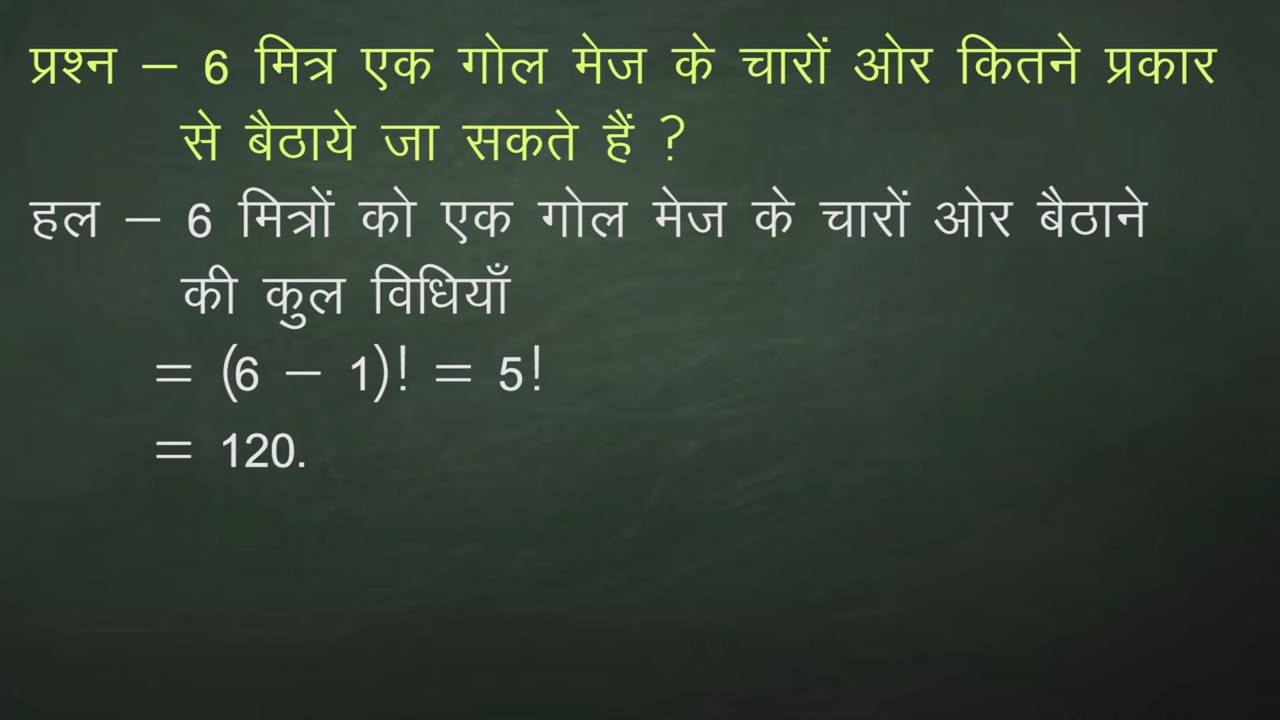 प्रश्न – 6 मित्र एक गोल मेज के चारों ओर कितने प्रकार
से बैठाये जा सकते हैं ?
हल – 6 मित्रों को एक गोल मेज के चारों ओर बैठाने
की कुल विधियाँ
= (6 – 1)! = 5!
= 120.